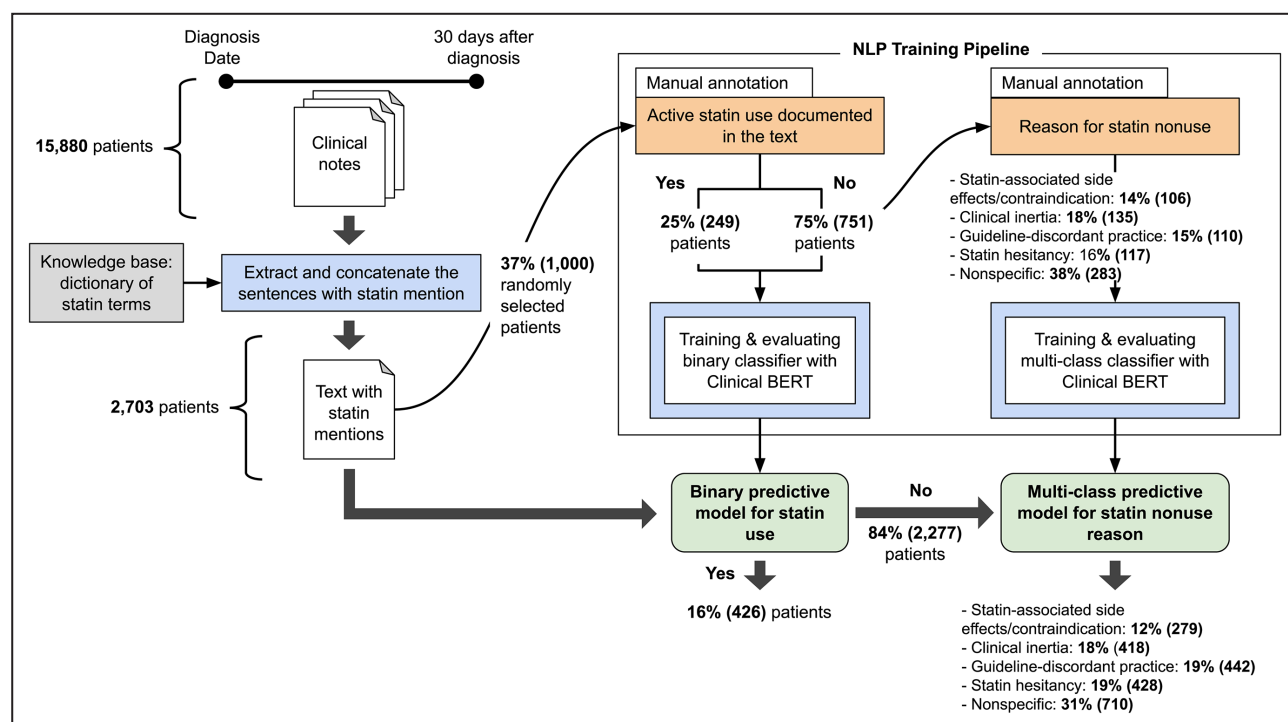 Diagnosis
Date
30 days after
diagnosis
15,880 patients
Clinical
notes
Knowledge base:
dictionary of
statin terms
Extract and concatenate the
sentences with statin mention
2,703 patients
Text with
statin
mentions
37% (1,000)
randomly
selected
patients
NLP Training Pipeline
Manual annotation
Active statin use documented
in the text
Yes
No
25% (249)
patients
75% (751)
patients
Training & evaluating
binary classifier with
Clinical BERT
Manual annotation
Reason for statin nonuse
- Statin-associated side
effects/contraindication: 14% (106)
- Clinical inertia: 18% (135)
- Guideline-discordant practice: 15% (110)
- Statin hesitancy: 16% (117)
- Nonspecific: 38% (283)
Training & evaluating
multi-class classifier with
Clinical BERT
Binary predictive
model for statin
use
Yes
16% (426) patients
No
84% (2,277)
patients
Multi-class predictive
model for statin nonuse
reason
- Statin-associated side
effects/contraindication: 12% (279)
- Clinical inertia: 18% (418)
- Guideline-discordant practice: 19% (442)
- Statin hesitancy: 19% (428)
- Nonspecific: 31% (710)